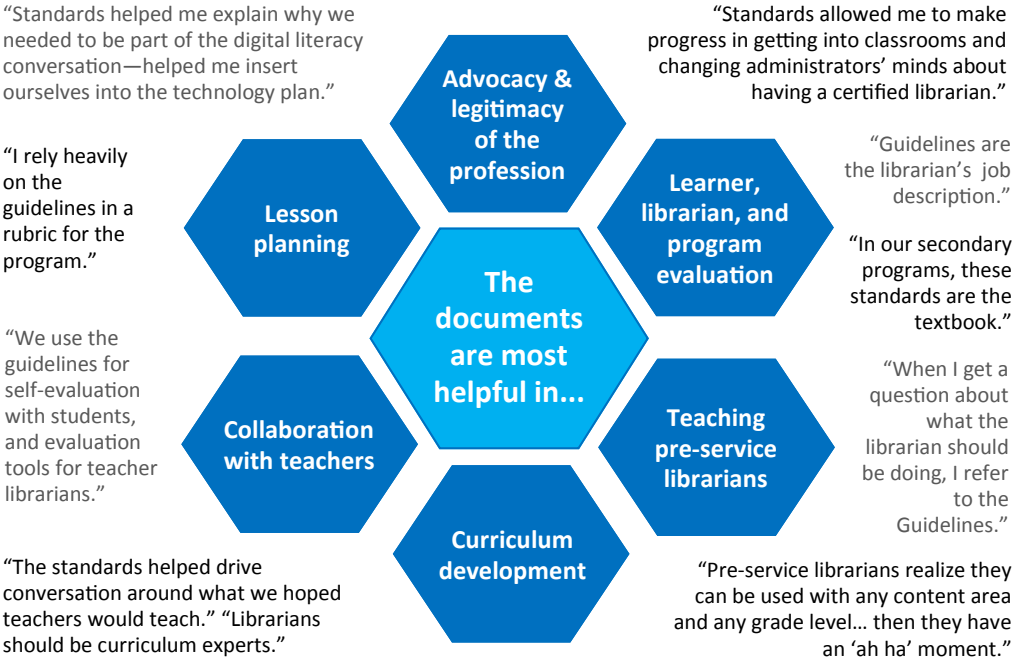 “Standards helped me explain why we
needed to be part of the digital literacy
conversation—helped me insert
ourselves into the technology plan.”
“Standards allowed me to make
progress in getting into classrooms and
changing administrators’ minds about
having a certified librarian.”
Advocacy &
legitimacy
of the
profession
“I rely heavily
on the
guidelines in a
rubric for the
program.”
Lesson
planning
Learner,
librarian, and
program
evaluation
“Guidelines are
the librarian’s job
description.”
“In our secondary
programs, these
standards are the
textbook.”
The
documents
are most
helpful in...
“We use the
guidelines for
self-evaluation
with students,
and evaluation
tools for teacher
librarians.”
Collaboration
with teachers
Teaching
pre-service
librarians
“When I get a
question about
what the
librarian should
be doing, I refer
to the
Guidelines.”
Curriculum
development
“The standards helped drive
conversation around what we hoped
teachers would teach.” “Librarians
should be curriculum experts.”
“Pre-service librarians realize they
can be used with any content area
and any grade level… then they have
an ‘ah ha’ moment.”